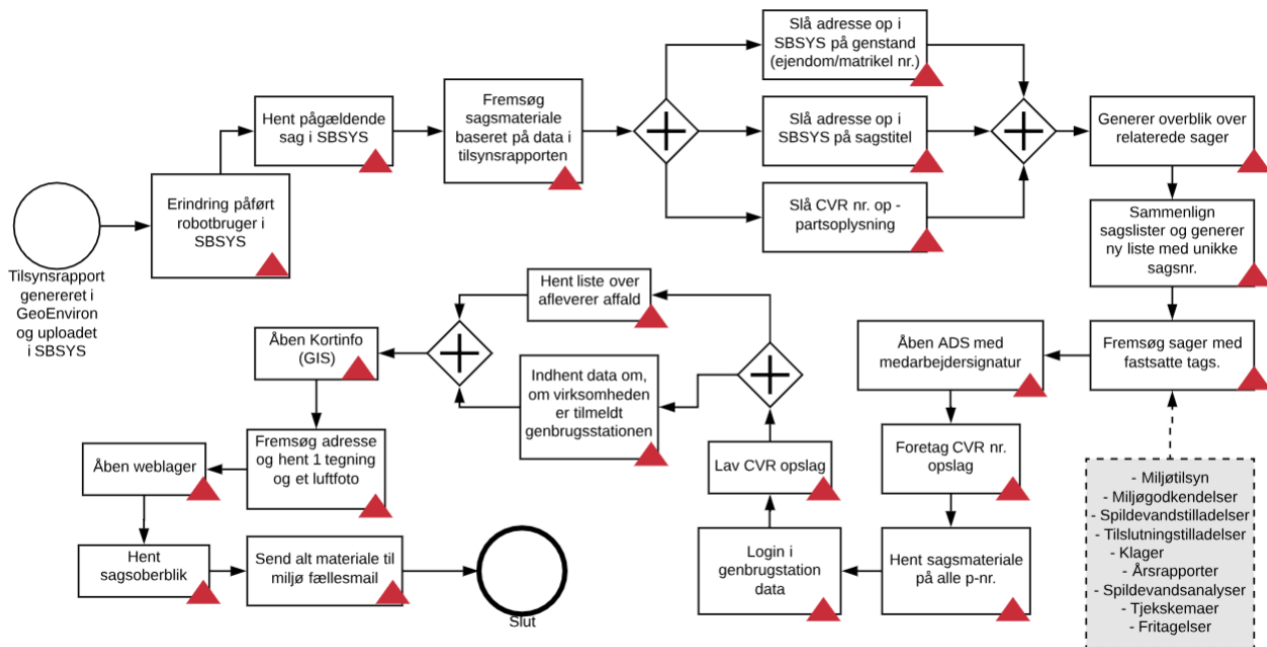 Tilsynsrapport
genereret i
GeoEnviron
og uploadet
i SBSYS
Erindring påført
robotbruger i
SBSYS
Hent pågældende
sag i SBSYS
Fremsøg
sagsmateriale
baseret på data i
tilsynsrapporten
Slå adresse op i
SBSYS på genstand
(ejendom/matrikel nr.)
Slå adresse op i
SBSYS på sagstitel
Slå CVR nr. op -
partsoplysning
Generer overblik over
relaterede sager
Sammenlign
sagslister og generer
ny liste med unikke
sagsnr.
Fremsøg sager med
fastsatte tags.
- Miljøtilsyn
- Miljøgodkendelser
- Spildevandstilladelser
- Tilslutningstilladelser
- Klager
- Årsrapporter
- Spildevandsanalyser
- Tjekskemaer
- Fritagelser
Åben ADS med
medarbejdersignatur
Foretag CVR nr.
opslag
Hent sagsmateriale
på alle p-nr.
Login i
genbrugstation
data
Lav CVR opslag
Hent liste over
afleverer affald
Indhent data om,
om virksomheden
er tilmeldt
genbrugsstationen
Åben Kortinfo
(GIS)
Fremsøg adresse
og hent 1 tegning
og et luftfoto
Åben weblager
Hent
sagsoberblik
Send alt materiale til
miljø fællesmail
Slut